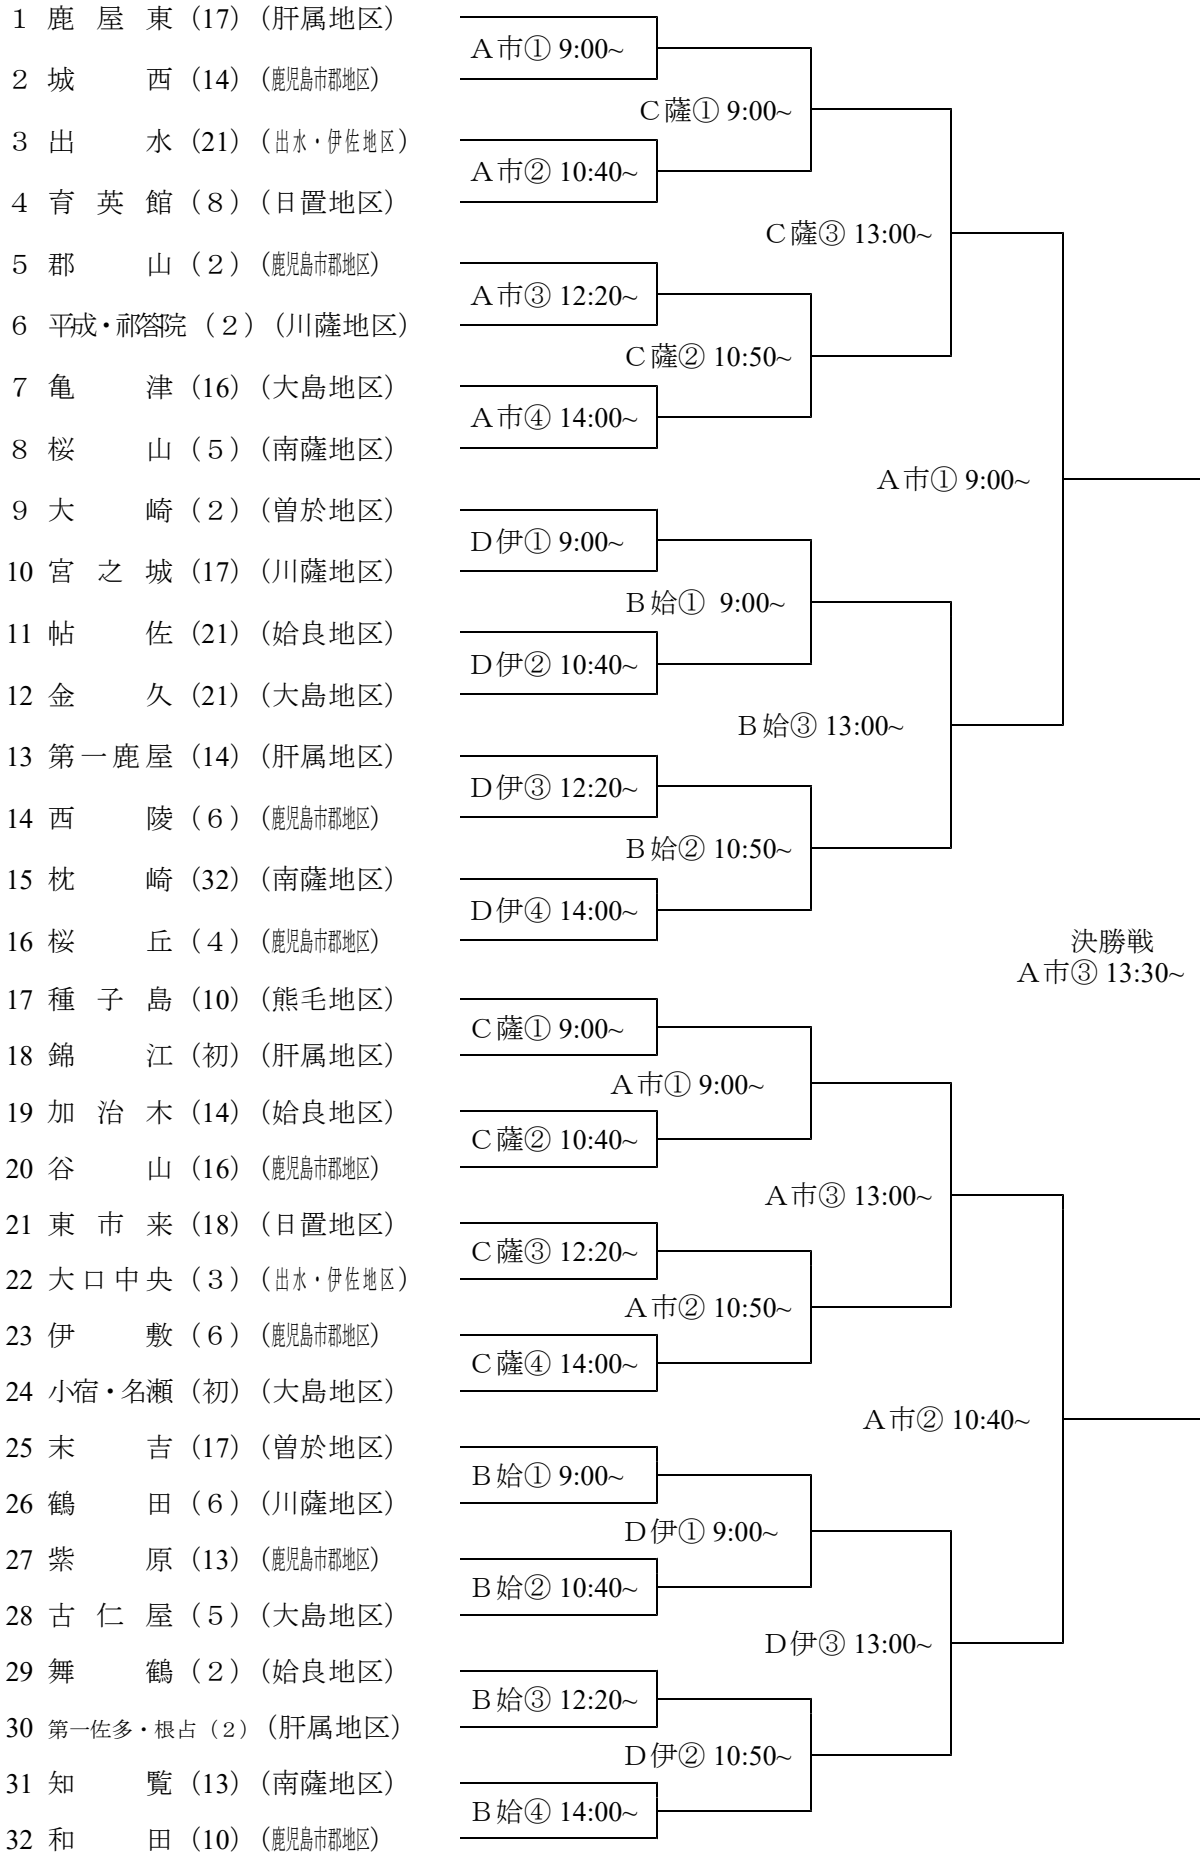 1 鹿屋東 (17) (肝属地区)
A市① 9:00~
2 城西 (14) (鹿児島市郡地区)
C薩① 9:00~
3 出水 (21) (出水・伊佐地区)
A市② 10:40~
4 育英館 (8) (日置地区)
C薩③ 13:00~
5 郡山 (2) (鹿児島市郡地区)
A市③ 12:20~
6 平成・祁答院 (2) (川薩地区)
C薩② 10:50~
7 亀津 (16) (大島地区)
A市④ 14:00~
8 桜山 (5) (南薩地区)
A市① 9:00~
9 大崎 (2) (曽於地区)
D伊① 9:00~
10 宮之城 (17) (川薩地区)
B姶① 9:00~
11 帖佐 (21) (姶良地区)
D伊② 10:40~
12 金久 (21) (大島地区)
B姶③ 13:00~
13 第一鹿屋 (14) (肝属地区)
D伊③ 12:20~
14 西陵 (6) (鹿児島市郡地区)
B姶② 10:50~
15 枕崎 (32) (南薩地区)
D伊④ 14:00~
16 桜丘 (4) (鹿児島市郡地区)
決勝戦
A市③ 13:30~
17 種子島 (10) (熊毛地区)
C薩① 9:00~
18 錦江 (初) (肝属地区)
A市① 9:00~
19 加治木 (14) (姶良地区)
C薩② 10:40~
20 谷山 (16) (鹿児島市郡地区)
A市③ 13:00~
21 東市来 (18) (日置地区)
C薩③ 12:20~
22 大口中央 (3) (出水・伊佐地区)
A市② 10:50~
23 伊敷 (6) (鹿児島市郡地区)
C薩④ 14:00~
24 小宿・名瀬 (初) (大島地区)
A市② 10:40~
25 末吉 (17) (曽於地区)
B姶① 9:00~
26 鶴田 (6) (川薩地区)
D伊① 9:00~
27 紫原 (13) (鹿児島市郡地区)
B姶② 10:40~
28 古仁屋 (5) (大島地区)
D伊③ 13:00~
29 舞鶴 (2) (姶良地区)
B姶③ 12:20~
30 第一佐多・根占 (2) (肝属地区)
D伊② 10:50~
31 知覧 (13) (南薩地区)
B姶④ 14:00~
32 和田 (10) (鹿児島市郡地区)